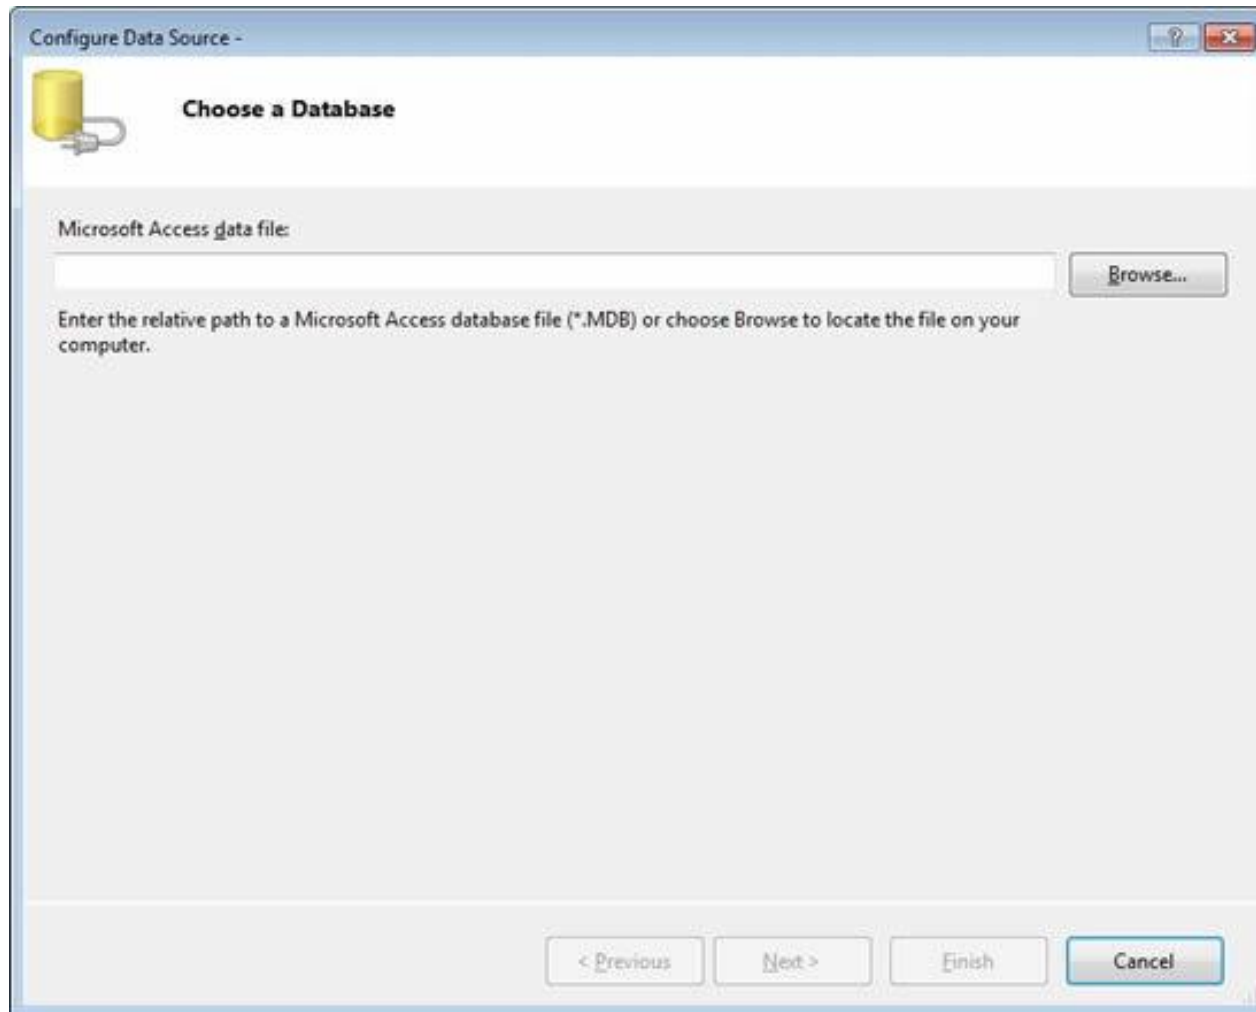 Configure Data Source -
Choose a Database
Microsoft Access data file:
Browse...
Enter the relative path to a Microsoft Access database file (*.MDB) or choose Browse to locate the file on your
computer.
< Previous Next > Finish Cancel